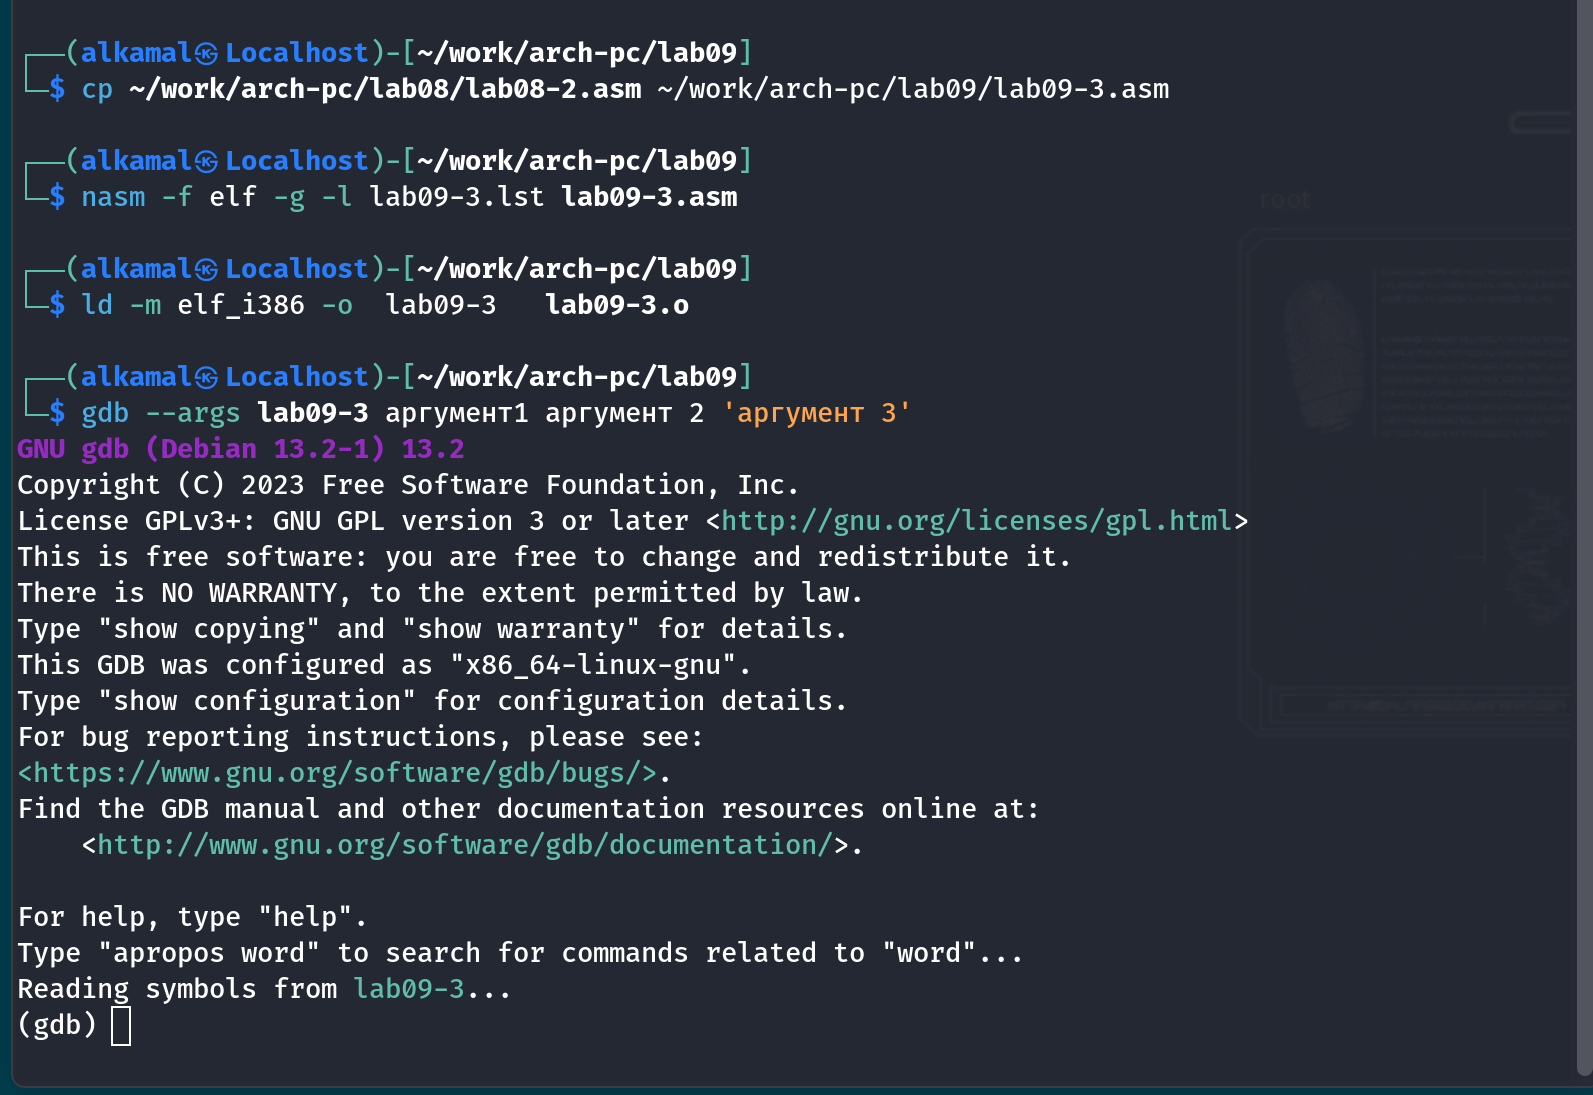 ┌──(alkamal㉿Localhost)-[~/work/arch-pc/lab09]
└─$ cp ~/work/arch-pc/lab08/lab08-2.asm ~/work/arch-pc/lab09/lab09-3.asm
┌──(alkamal㉿Localhost)-[~/work/arch-pc/lab09]
└─$ nasm -f elf -g -l lab09-3.lst lab09-3.asm
root
┌──(alkamal㉿Localhost)-[~/work/arch-pc/lab09]
└─$ ld -m elf_i386 -o  lab09-3   lab09-3.o
┌──(alkamal㉿Localhost)-[~/work/arch-pc/lab09]
└─$ gdb --args lab09-3 аргумент1 аргумент 2 'аргумент 3'
GNU gdb (Debian 13.2-1) 13.2
Copyright (C) 2023 Free Software Foundation, Inc.
License GPLv3+: GNU GPL version 3 or later <http://gnu.org/licenses/gpl.html>
This is free software: you are free to change and redistribute it.
There is NO WARRANTY, to the extent permitted by law.
Type "show copying" and "show warranty" for details.
This GDB was configured as "x86_64-linux-gnu".
Type "show configuration" for configuration details.
For bug reporting instructions, please see:
<https://www.gnu.org/software/gdb/bugs/>.
Find the GDB manual and other documentation resources online at:
    <http://www.gnu.org/software/gdb/documentation/>.
For help, type "help".
Type "apropos word" to search for commands related to "word"...
Reading symbols from lab09-3...
(gdb)